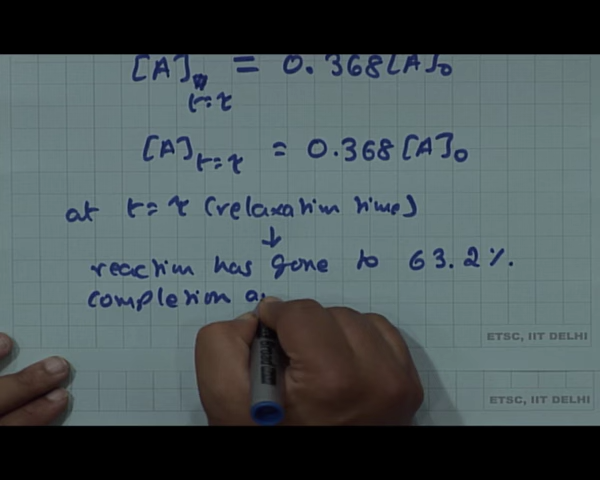 [A] t=τ = 0.368[A]0
[A]t=τ = 0.368[A]0
at t=τ (relaxation time)
↓
reaction has gone to 63.2%.
completion
ETSC, IIT DELHI
ETSC, IIT DELHI